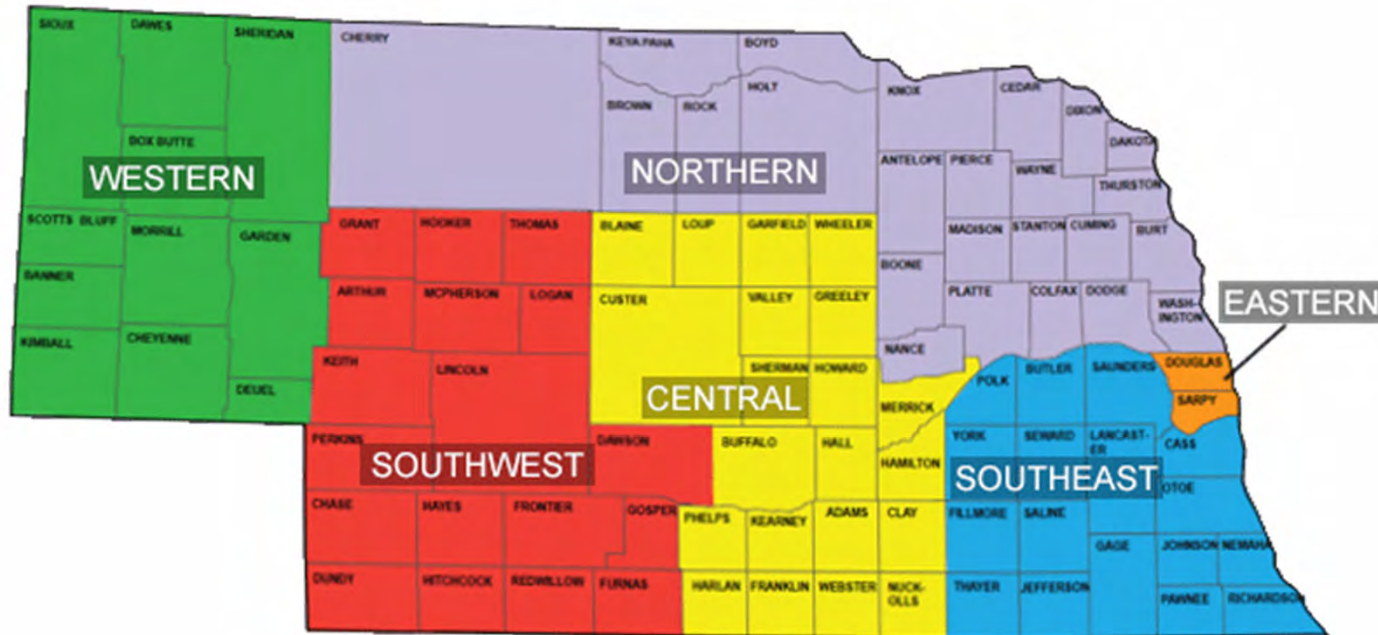 SIOUX
DAWES
SHERIDAN
CHERRY
KEYA PAHA
BOYD
KNOX
CEDAR
DIXON
DAKOTA
BROWN
ROCK
HOLT
BOX BUTTE
ANTELOPE
PIERCE
WAYNE
THURSTON
WESTERN
NORTHERN
SCOTTS BLUFF
MORRILL
GARDEN
GRANT
HOOKER
THOMAS
BLAINE
LOUP
GARFIELD
WHEELER
MADISON
STANTON
CUMING
BURT
BANNER
BOONE
ARTHUR
MCPHERSON
LOGAN
CUSTER
VALLEY
GREELEY
PLATTE
COLFAX
DODGE
WASH-
INGTON
EASTERN
KIMBALL
CHEYENNE
NANCE
KEITH
LINCOLN
SHERMAN
HOWARD
POLK
BUTLER
SAUNDERS
DOUGLAS
DEUEL
CENTRAL
MERRICK
SARPY
PERKINS
DAWSON
BUFFALO
HALL
HAMILTON
YORK
SEWARD
LANCAST-
ER
CASS
SOUTHWEST
SOUTHEAST
OTOE
CHASE
HAYES
FRONTIER
GOSPER
PHELPS
KEARNEY
ADAMS
CLAY
FILLMORE
SALINE
GAGE
JOHNSON
NEMAHA
DUNDY
HITCHCOCK
REDWILLOW
FURNAS
HARLAN
FRANKLIN
WEBSTER
NUCK-
OLLS
THAYER
JEFFERSON
PAWNEE
RICHARDSON